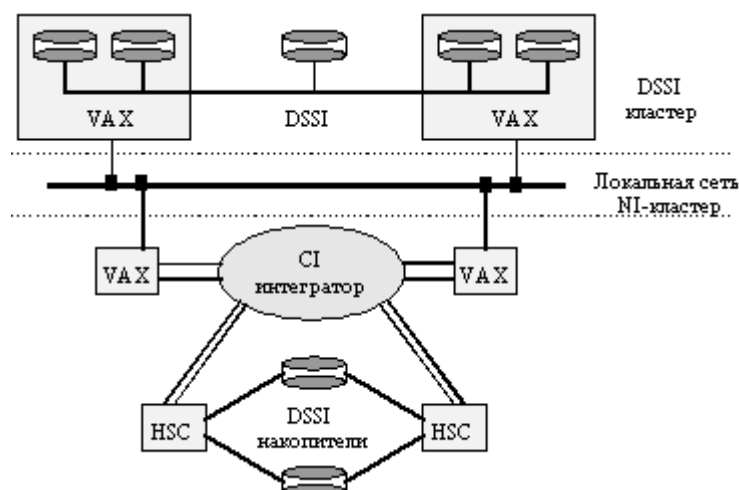 VAX
DSSI
VAX
DSSI
кластер
Локальная сеть
NI-кластер
VAX
CI
интегратор
VAX
HSC
DSSI
накопители
HSC